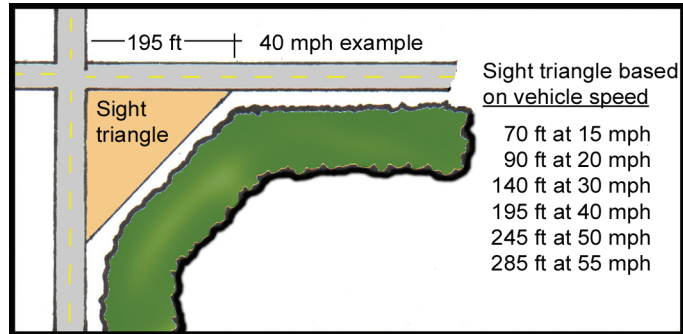 195 ft
40 mph example
Sight
triangle
Sight triangle based
on vehicle speed
70 ft at 15 mph
90 ft at 20 mph
140 ft at 30 mph
195 ft at 40 mph
245 ft at 50 mph
285 ft at 55 mph